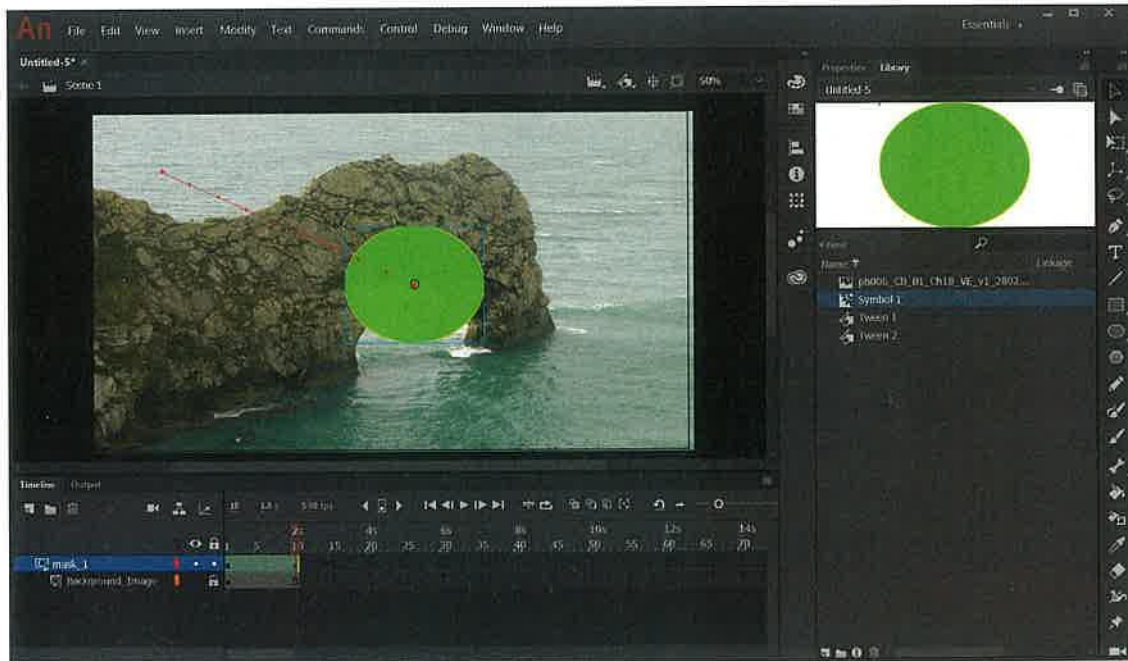 An File Edit View Insert Modify Text Commands Control Debug Window Help
Essentials
Untitled-5*
Scene 1
50%
Properties Library
Untitled-5
Name Linkage
Symbol 1
Tween 1
Tween 2
Timeline Output
10
2s 4s 6s 8s 10s 12s 14s
1 5 10 15 20 25 30 35 40 45 50 55 60 65 70
mask_1
Background_Image